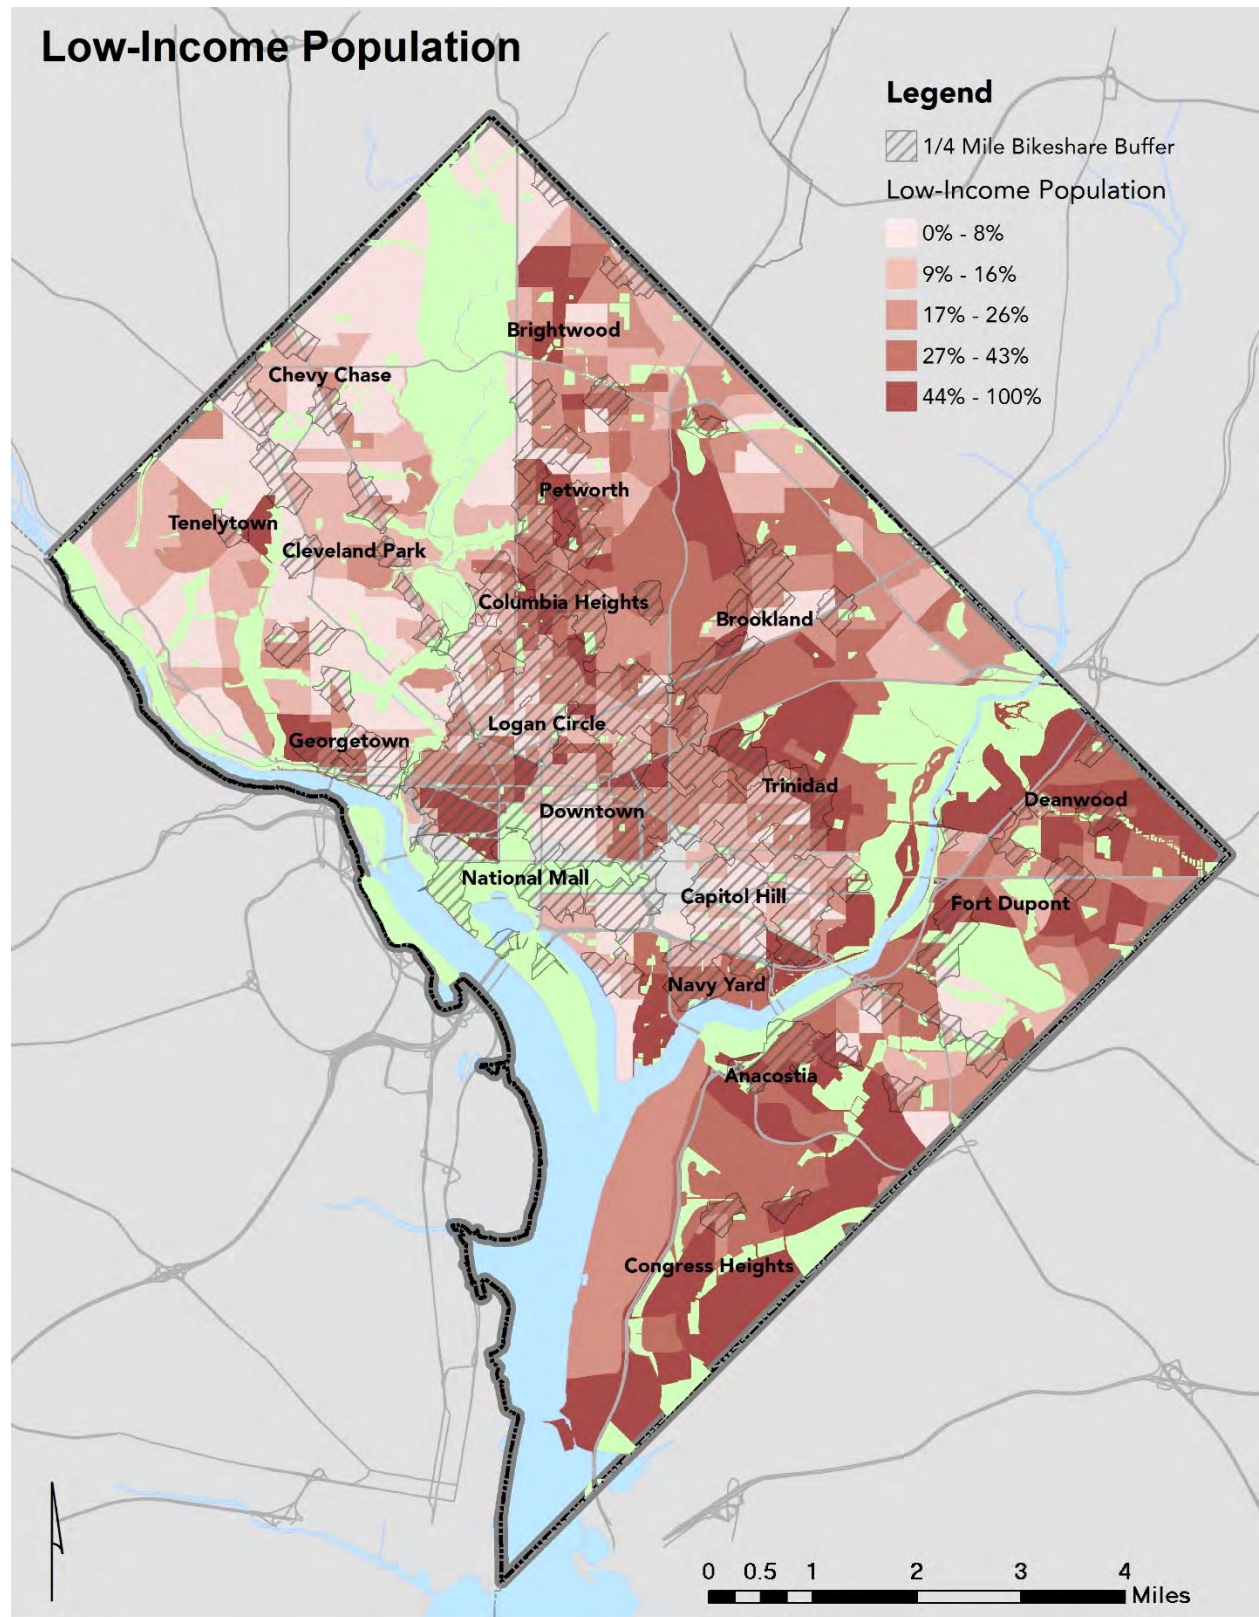 Low-Income Population
Legend
1/4 Mile Bikeshare Buffer
Low-Income Population
0% - 8%
9% - 16%
17% - 26%
27% - 43%
44% - 100%
Brightwood
Chevy Chase
Petworth
Tenelytown
Cleveland Park
Columbia Heights
Brookland
Logan Circle
Georgetown
Trinidad
Deanwood
Downtown
National Mall
Capitol Hill
Fort Dupont
Navy Yard
Anacostia
Congress Heights
0 0.5 1 2 3 4
Miles